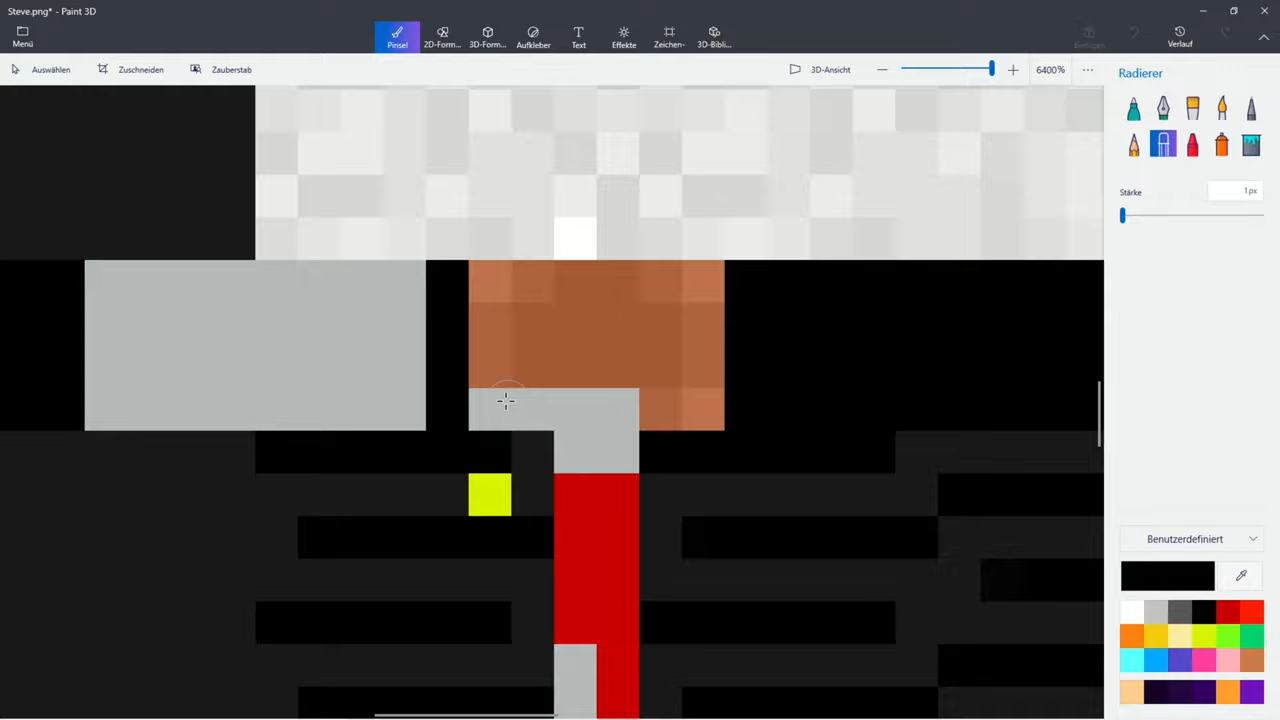 Steve.png* - Paint 3D
Menü
Pinsel
2D-Form...
3D-Form...
Aufkleber
Text
Effekte
Zeichen-
3D-Bibli...
Einfügen
Verlauf
Auswählen
Zuschneiden
Zauberstab
3D-Ansicht
6400%
Radierer
Stärke
1px
Benutzerdefiniert